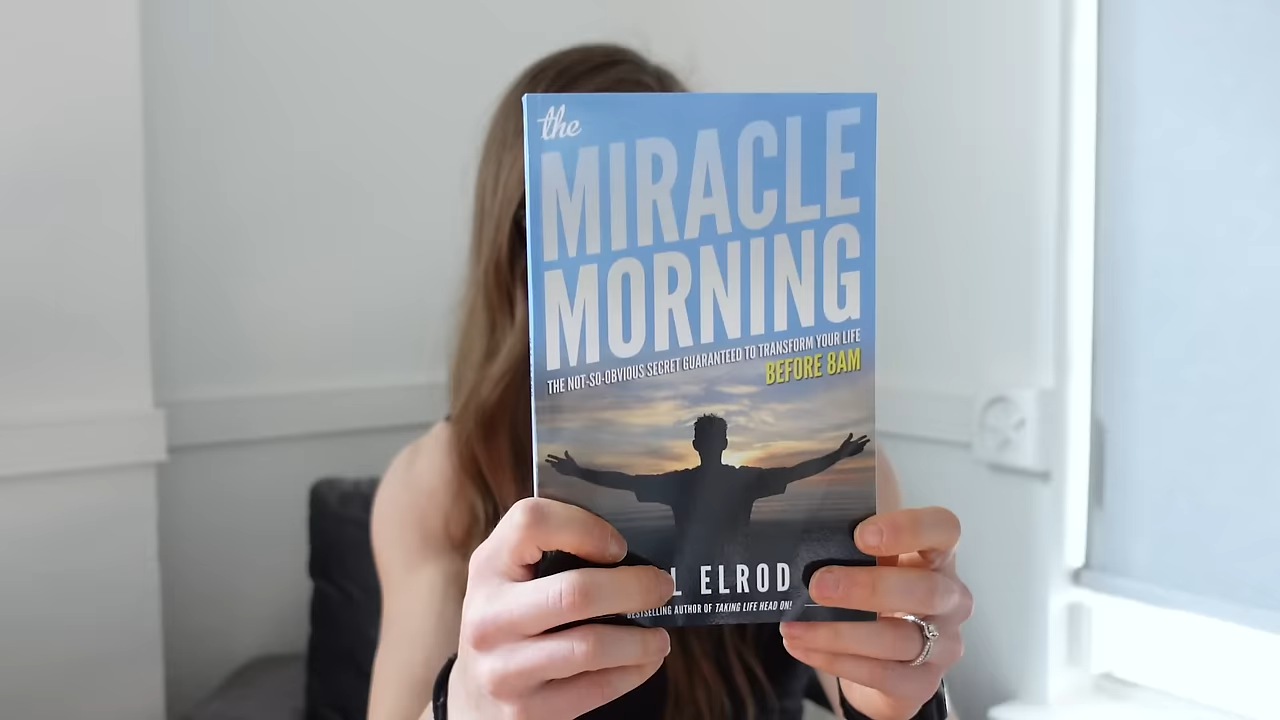 the
MIRACLE
MORNING
THE NOT-SO-OBVIOUS SECRET GUARANTEED TO TRANSFORM YOUR LIFE
BEFORE 8AM
L ELROD
BESTSELLING AUTHOR OF TAKING LIFE HEAD ON!